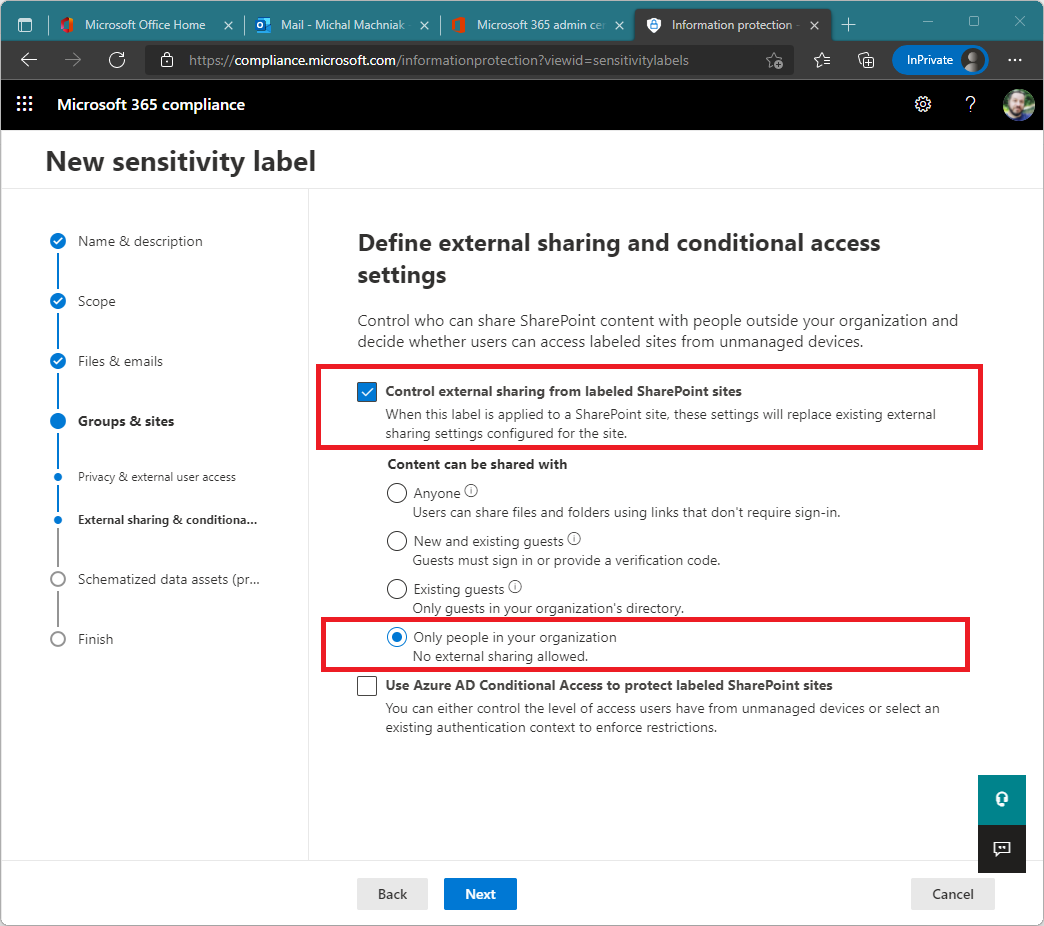 Microsoft Office Home
Mail - Michal Machniak
Microsoft 365 admin cer
Information protection -
https://compliance.microsoft.com/informationprotection?viewid=sensitivitylabels
InPrivate
Microsoft 365 compliance
?
New sensitivity label
Name & description
Scope
Files & emails
Groups & sites
Privacy & external user access
External sharing & conditiona...
Schematized data assets (pr...
Finish
Define external sharing and conditional access
settings
Control who can share SharePoint content with people outside your organization and
decide whether users can access labeled sites from unmanaged devices.
Control external sharing from labeled SharePoint sites
When this label is applied to a SharePoint site, these settings will replace existing external
sharing settings configured for the site.
Content can be shared with
Anyone
Users can share files and folders using links that don't require sign-in.
New and existing guests
Guests must sign in or provide a verification code.
Existing guests
Only guests in your organization's directory.
Only people in your organization
No external sharing allowed.
Use Azure AD Conditional Access to protect labeled SharePoint sites
You can either control the level of access users have from unmanaged devices or select an
existing authentication context to enforce restrictions.
Back
Next
Cancel